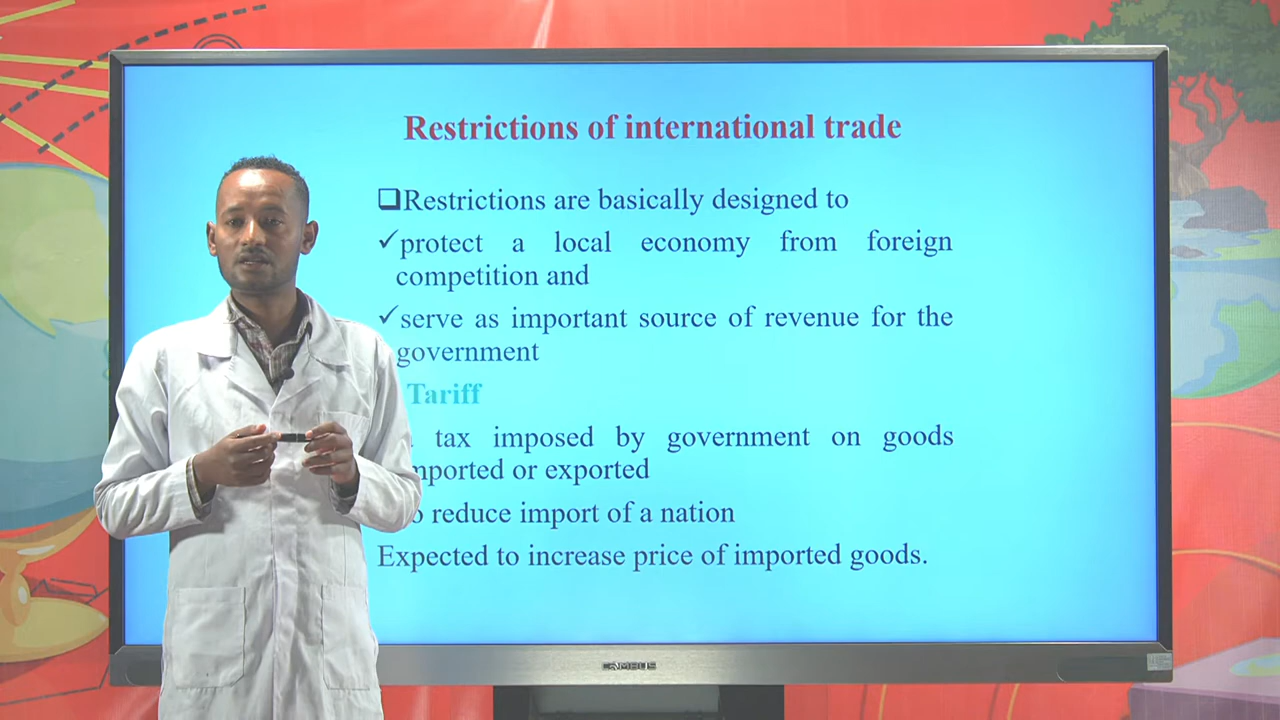 Restrictions of international trade
❑Restrictions are basically designed to
✓protect a local economy from foreign
competition and
✓serve as important source of revenue for the
government
Tariff
tax imposed by government on goods
or exported
reduce import of a nation
Expected to increase price of imported goods.